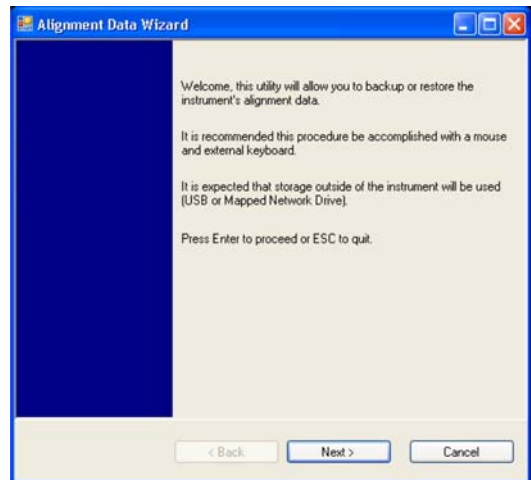 Alignment Data Wizard
Welcome, this utility will allow you to backup or restore the
instrument's alignment data.
It is recommended this procedure be accomplished with a mouse
and external keyboard.
It is expected that storage outside of the instrument will be used
(USB or Mapped Network Drive).
Press Enter to proceed or ESC to quit.
< Back
Next >
Cancel